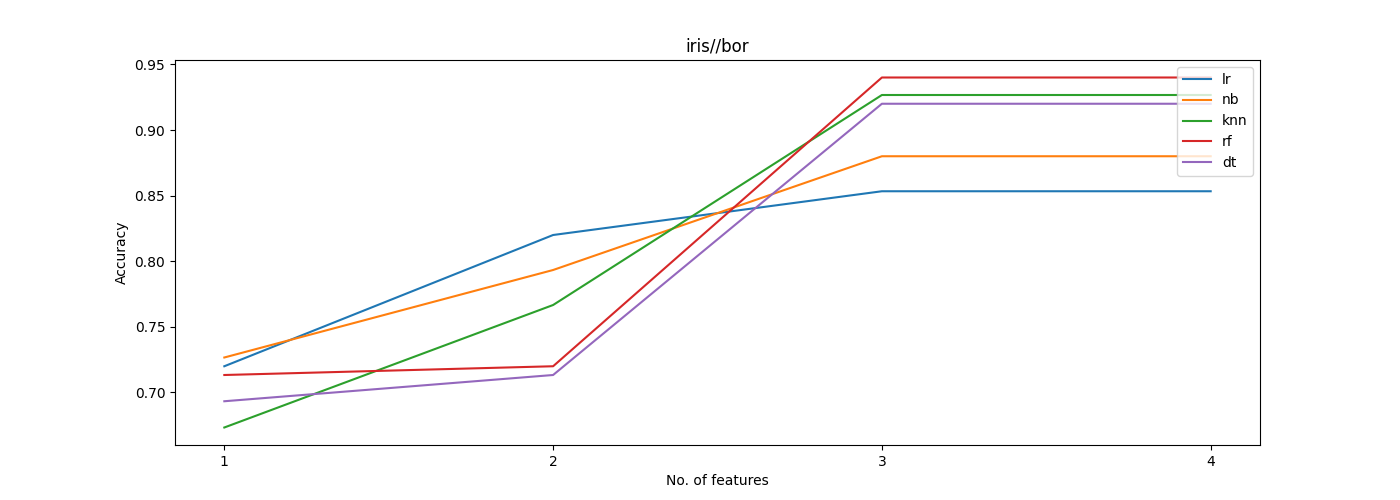 iris//bor
0.95
0.90
0.85
0.80
0.75
0.70
Accuracy
1
2
3
4
No. of features
lr
nb
knn
rf
dt